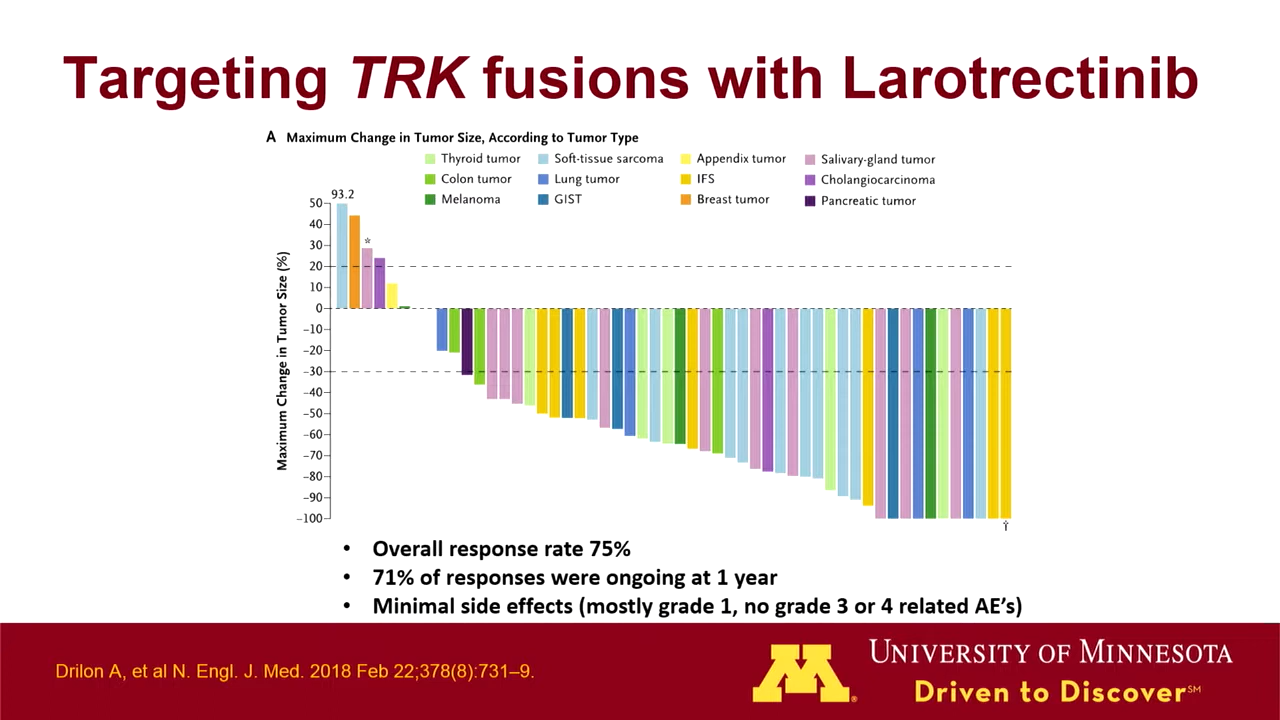 Targeting TRK fusions with Larotrectinib
A Maximum Change in Tumor Size, According to Tumor Type
Thyroid tumor Soft-tissue sarcoma Appendix tumor Salivary-gland tumor
Colon tumor Lung tumor IFS Cholangiocarcinoma
Melanoma GIST Breast tumor Pancreatic tumor
93.2
Maximum Change in Tumor Size (%)
50
40
30
20
10
0
-10
-20
-30
-40
-50
-60
-70
-80
-90
-100
*
†
• Overall response rate 75%
• 71% of responses were ongoing at 1 year
• Minimal side effects (mostly grade 1, no grade 3 or 4 related AE’s)
Drilon A, et al N. Engl. J. Med. 2018 Feb 22;378(8):731–9.
M®
UNIVERSITY OF MINNESOTA
Driven to Discover℠